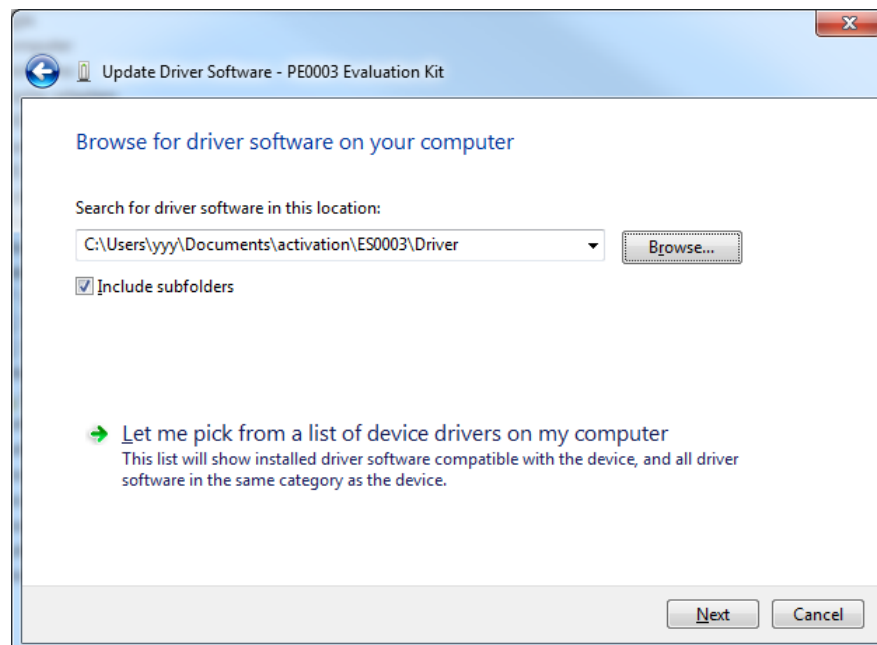 Update Driver Software - PE0003 Evaluation Kit
Browse for driver software on your computer
Search for driver software in this location:
C:\Users\yyy\Documents\activation\ES0003\Driver
Browse...
Include subfolders
Let me pick from a list of device drivers on my computer
This list will show installed driver software compatible with the device, and all driver
software in the same category as the device.
Next
Cancel